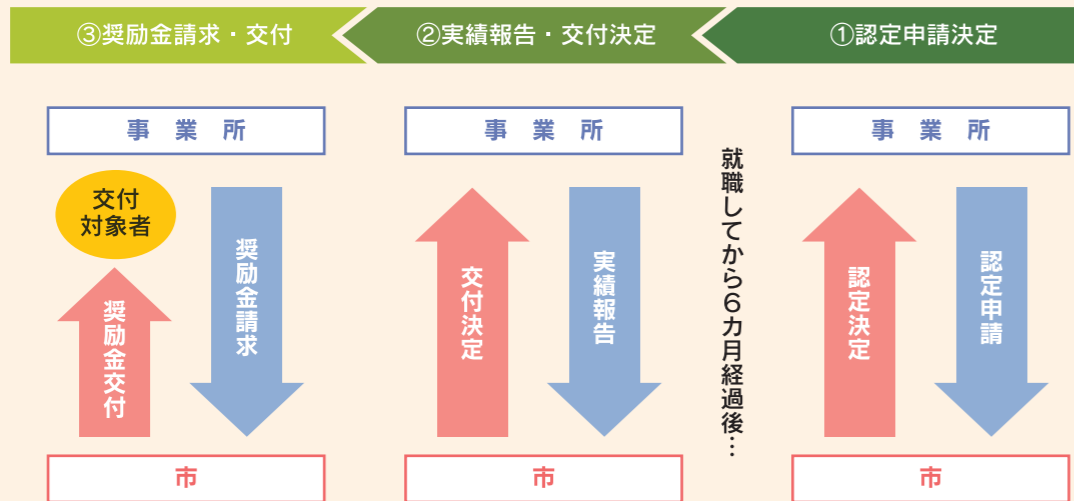 ①認定申請決定
事業所
認定申請
認定決定
市
就職してから6カ月経過後…
②実績報告・交付決定
事業所
実績報告
交付決定
市
③奨励金請求・交付
事業所
奨励金請求
交付
対象者
奨励金交付
市